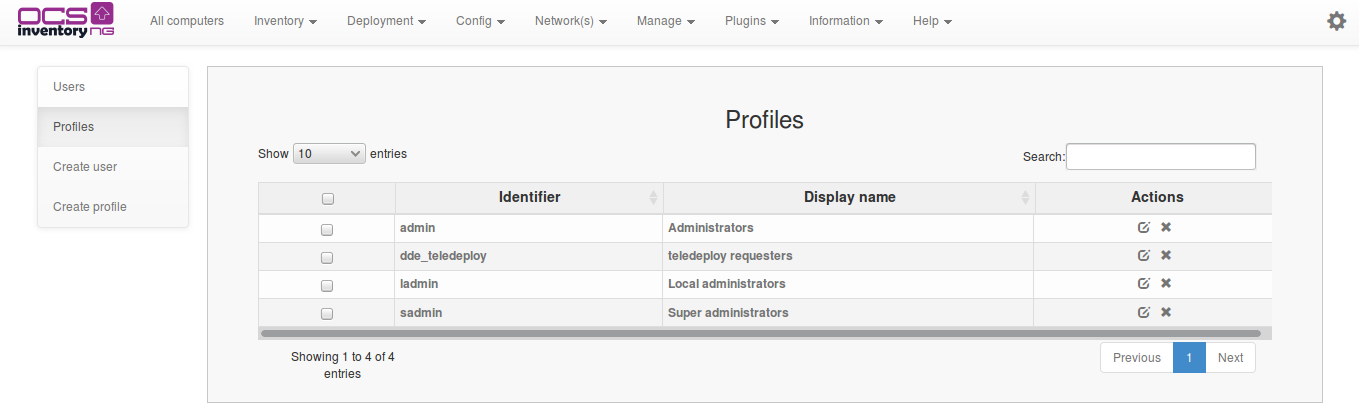 OCS
inventory NG
All computers Inventory Deployment Config Network(s) Manage Plugins Information Help
Users
Profiles
Create user
Create profile
Profiles
Show 10 entries Search:
Identifier Display name Actions
admin Administrators
dde_teledeploy teledeploy requesters
ladmin Local administrators
sadmin Super administrators
Showing 1 to 4 of 4
entries
Previous 1 Next